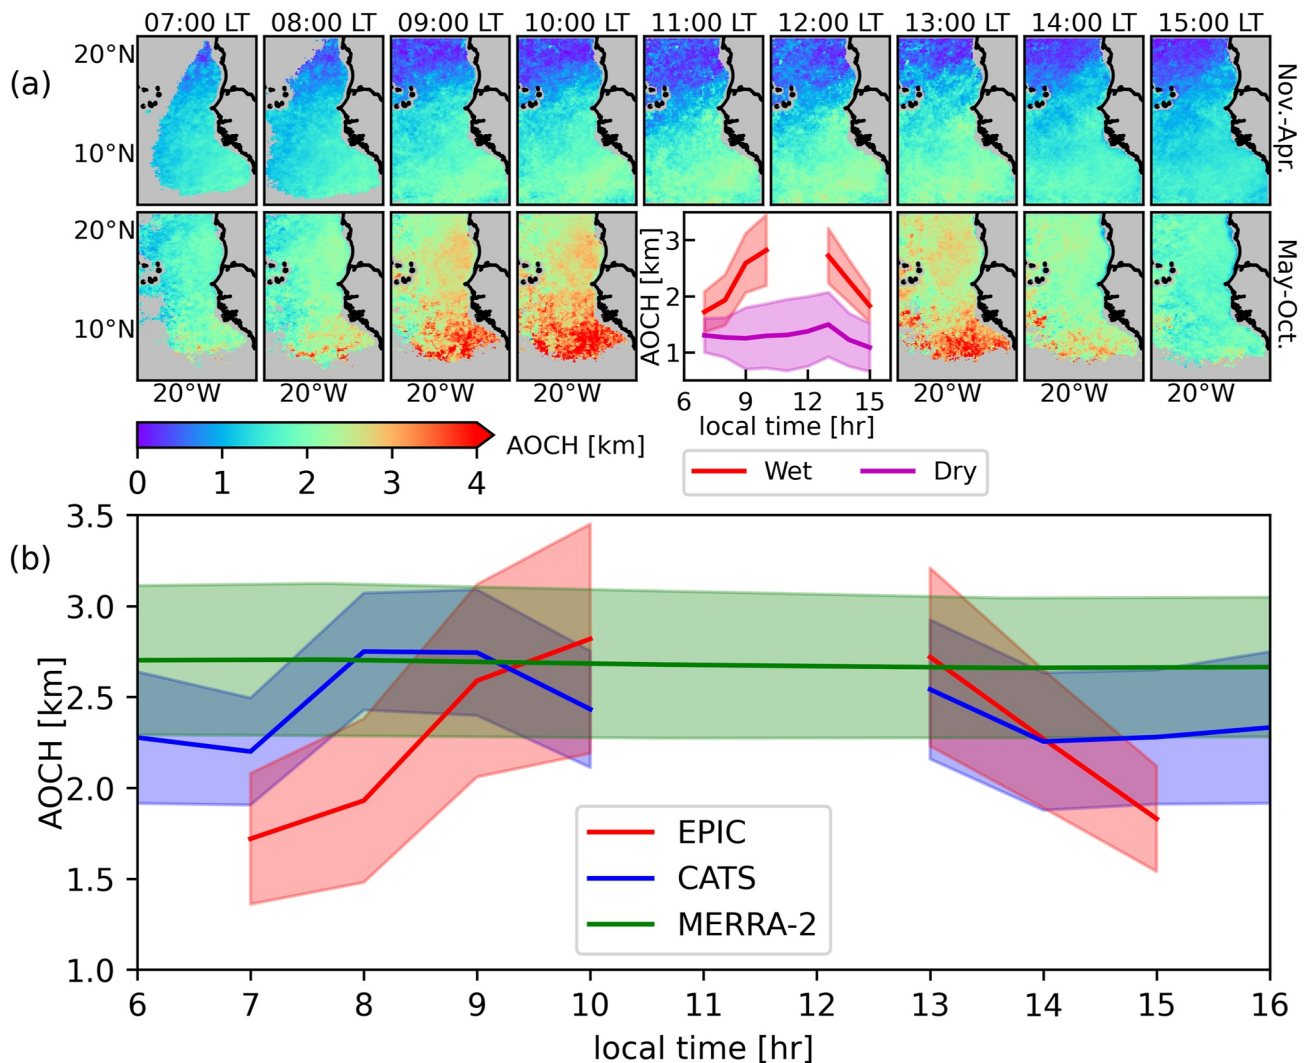 07:00 LT 08:00 LT 09:00 LT 10:00 LT 11:00 LT 12:00 LT 13:00 LT 14:00 LT 15:00 LT
(a)
20°N
10°N
Nov.-Apr.
20°N
10°N
May-Oct.
20°W 20°W 20°W 20°W 20°W 20°W 20°W
AOCH [km]
3
2
1
6 9 12 15
local time [hr]
Wet Dry
AOCH [km]
0 1 2 3 4
(b)
AOCH [km]
3.5
3.0
2.5
2.0
1.5
1.0
EPIC
CATS
MERRA-2
6 7 8 9 10 11 12 13 14 15 16
local time [hr]